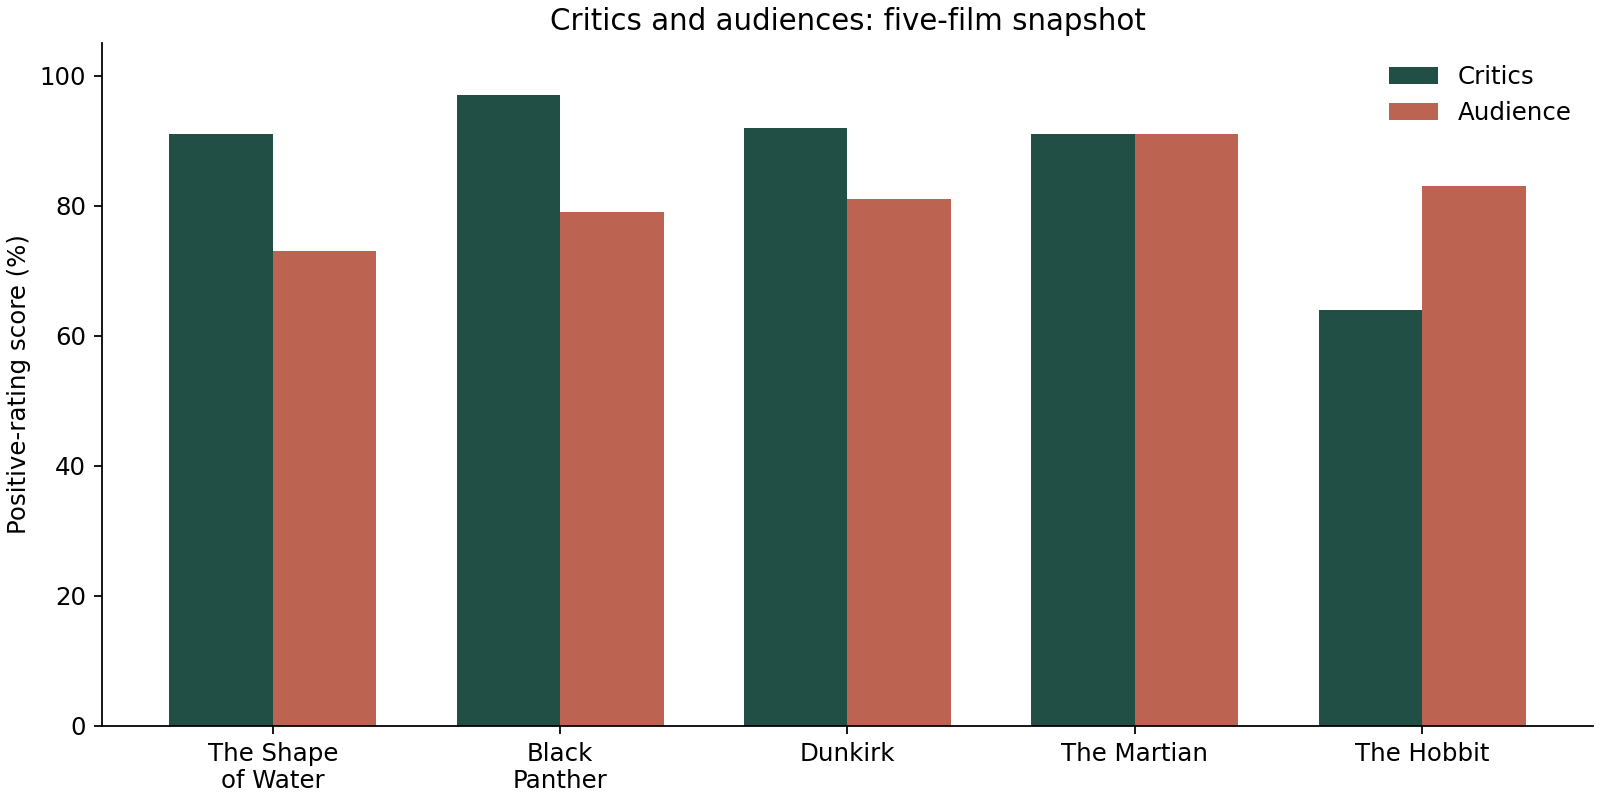 Critics and audiences: five-film snapshot
Critics
Audience
Positive-rating score (%)
100
80
60
40
20
0
The Shape
of Water
Black
Panther
Dunkirk
The Martian
The Hobbit